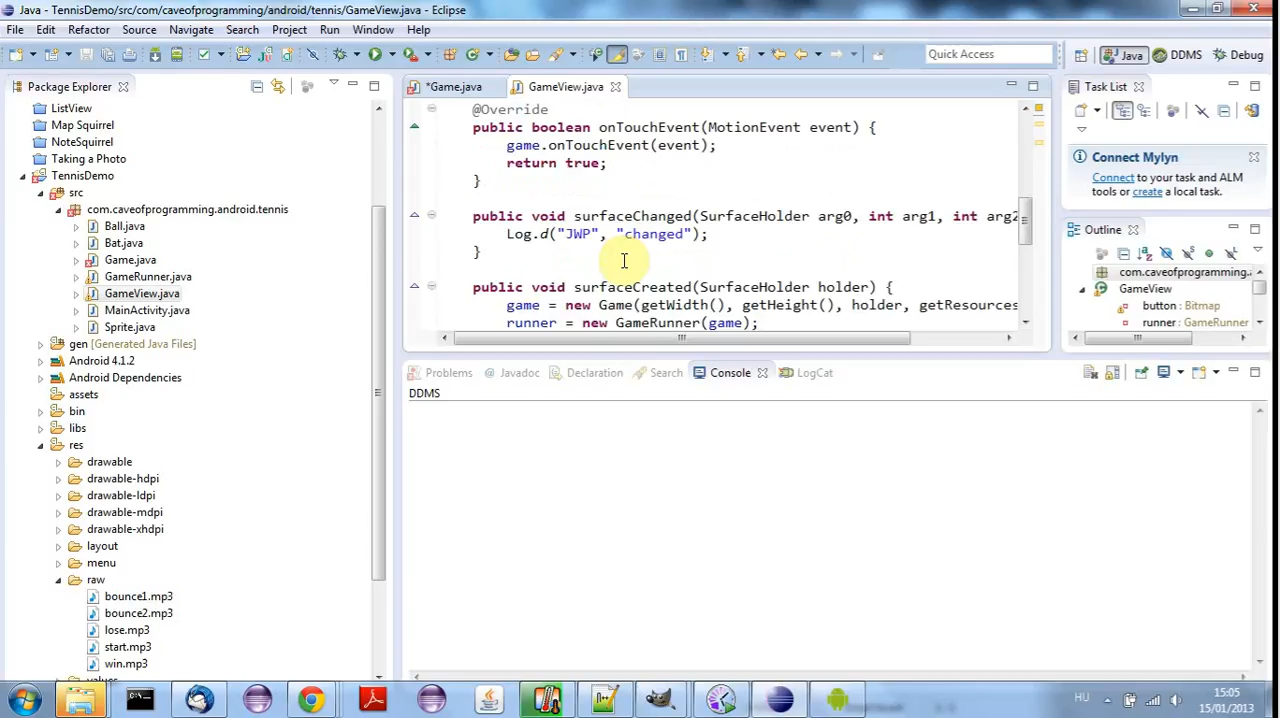 Java - TennisDemo/src/com/caveofprogramming/android/tennis/GameView.java - Eclipse
File Edit Refactor Source Navigate Search Project Run Window Help
Quick Access Java DDMS Debug
Package Explorer
ListView
Map Squirrel
NoteSquirrel
Taking a Photo
TennisDemo
src
com.caveofprogramming.android.tennis
Ball.java
Bat.java
Game.java
GameRunner.java
GameView.java
MainActivity.java
Sprite.java
gen [Generated Java Files]
Android 4.1.2
Android Dependencies
assets
bin
libs
res
drawable
drawable-hdpi
drawable-ldpi
drawable-mdpi
drawable-xhdpi
layout
menu
raw
bounce1.mp3
bounce2.mp3
lose.mp3
start.mp3
win.mp3
values
*Game.java GameView.java
@Override
public boolean onTouchEvent(MotionEvent event) {
game.onTouchEvent(event);
return true;
}
public void surfaceChanged(SurfaceHolder arg0, int arg1, int arg2
Log.d("JWP", "changed");
}
public void surfaceCreated(SurfaceHolder holder) {
game = new Game(getWidth(), getHeight(), holder, getResources
runner = new GameRunner(game);
Problems Javadoc Declaration Search Console LogCat
DDMS
Task List
Connect Mylyn
Connect to your task and ALM
tools or create a local task.
Outline
com.caveofprogramming.
GameView
button : Bitmap
runner : GameRunner
HU
15:05
15/01/2013